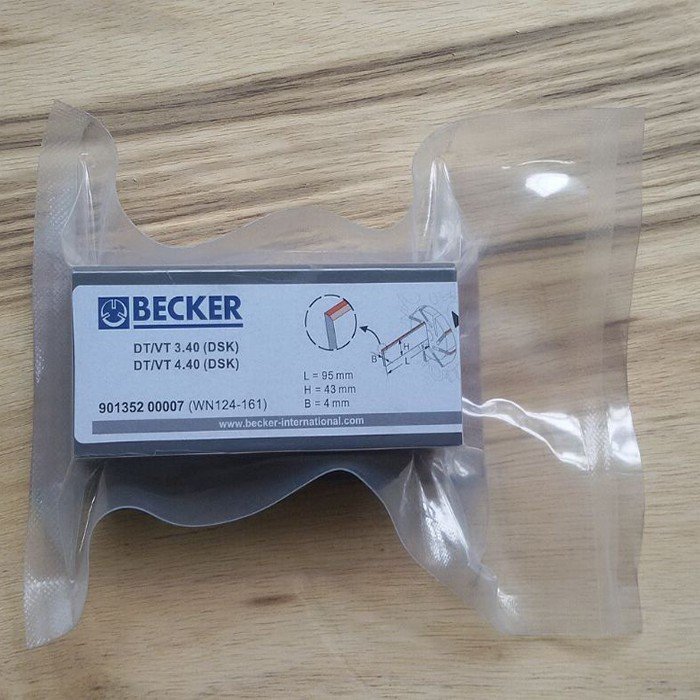 BECKER
DT/VT 3.40 (DSK)
DT/VT 4.40 (DSK)
901352 00007 (WN124-161)
B
H
L
L = 95 mm
H = 43 mm
B = 4 mm
www.becker-international.com